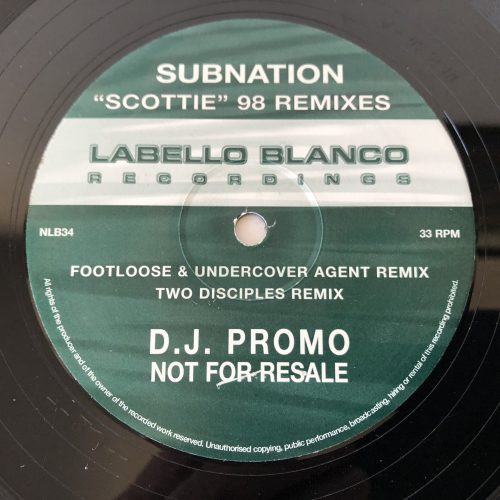 SUBNATION
“SCOTTIE” 98 REMIXES
LABELLO BLANCO
RECORDINGS
NLB34
33 RPM
FOOTLOOSE & UNDERCOVER AGENT REMIX
TWO DISCIPLES REMIX
D.J. PROMO
NOT FOR RESALE
All rights of the producer and of the owner of the recorded work reserved. Unauthorised copying, public performance, broadcasting, hiring or rental of this recording prohibited.